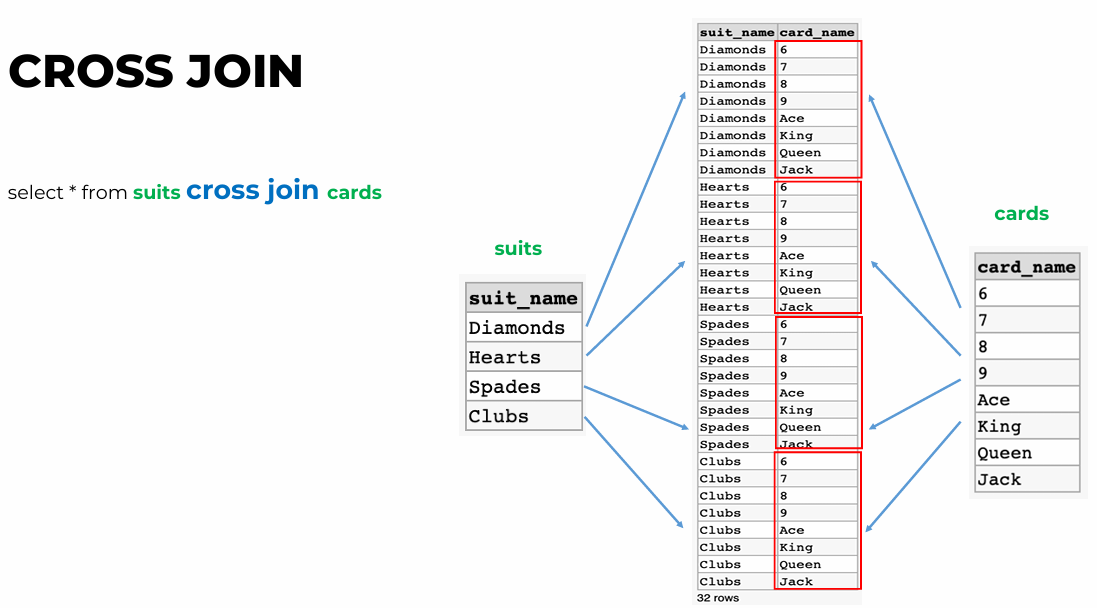 CROSS JOIN
select * from suits cross join cards
suits
suit_name
Diamonds
Hearts
Spades
Clubs
suit_name card_name
Diamonds 6
Diamonds 7
Diamonds 8
Diamonds 9
Diamonds Ace
Diamonds King
Diamonds Queen
Diamonds Jack
Hearts 6
Hearts 7
Hearts 8
Hearts 9
Hearts Ace
Hearts King
Hearts Queen
Hearts Jack
Spades 6
Spades 7
Spades 8
Spades 9
Spades Ace
Spades King
Spades Queen
Spades Jack
Clubs 6
Clubs 7
Clubs 8
Clubs 9
Clubs Ace
Clubs King
Clubs Queen
Clubs Jack
32 rows
cards
card_name
6
7
8
9
Ace
King
Queen
Jack